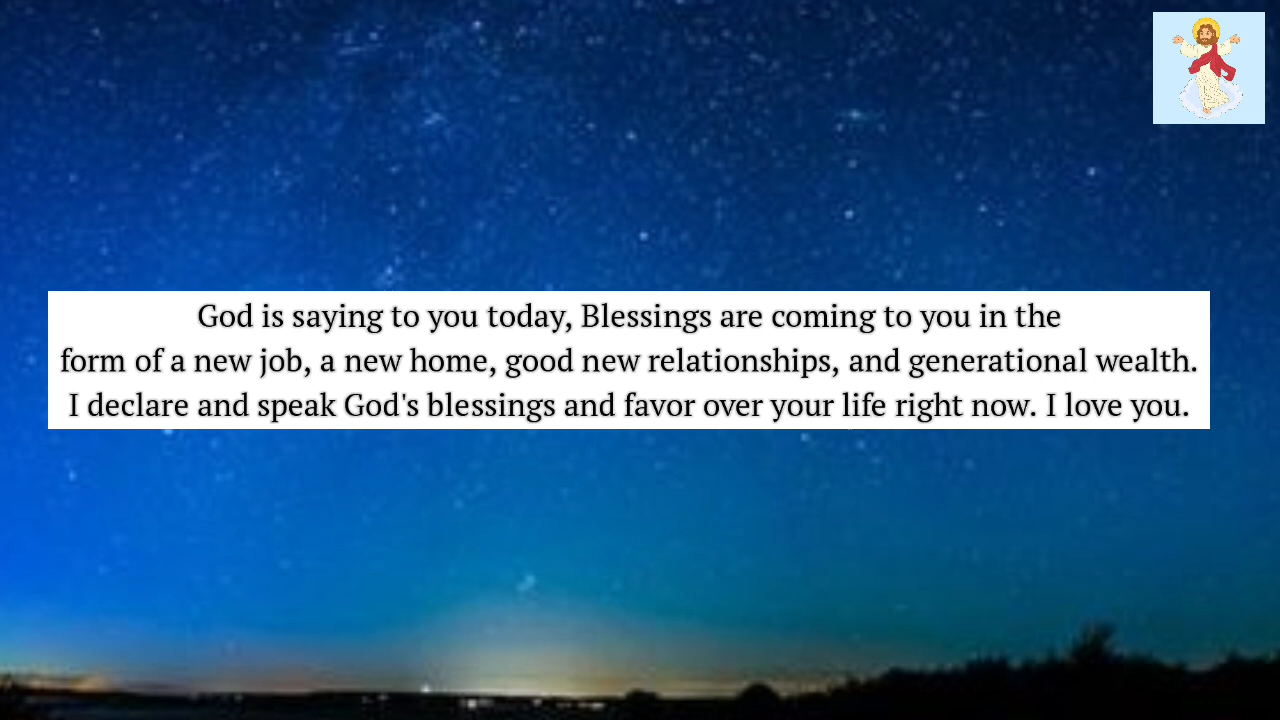 God is saying to you today, Blessings are coming to you in the
form of a new job, a new home, good new relationships, and generational wealth.
I declare and speak God's blessings and favor over your life right now. I love you.